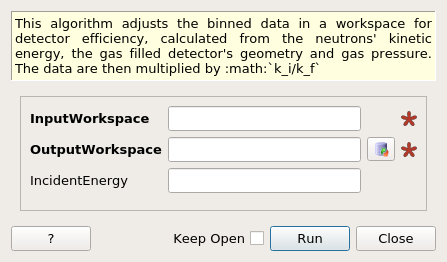 This algorithm adjusts the binned data in a workspace for
detector efficiency, calculated from the neutrons' kinetic
energy, the gas filled detector's geometry and gas pressure.
The data are then multiplied by :math:`k_i/k_f`
InputWorkspace
OutputWorkspace
IncidentEnergy
? Keep Open Run Close